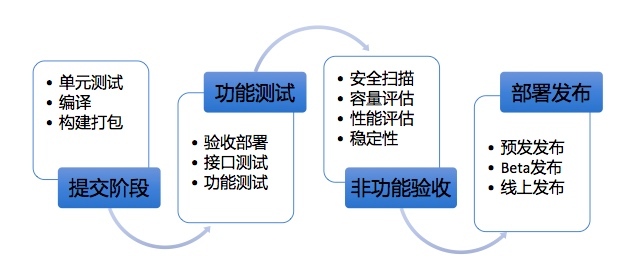 单元测试
编译
构建打包
提交阶段
功能测试
验收部署
接口测试
功能测试
安全扫描
容量评估
性能评估
稳定性
非功能验收
部署发布
预发发布
Beta发布
线上发布